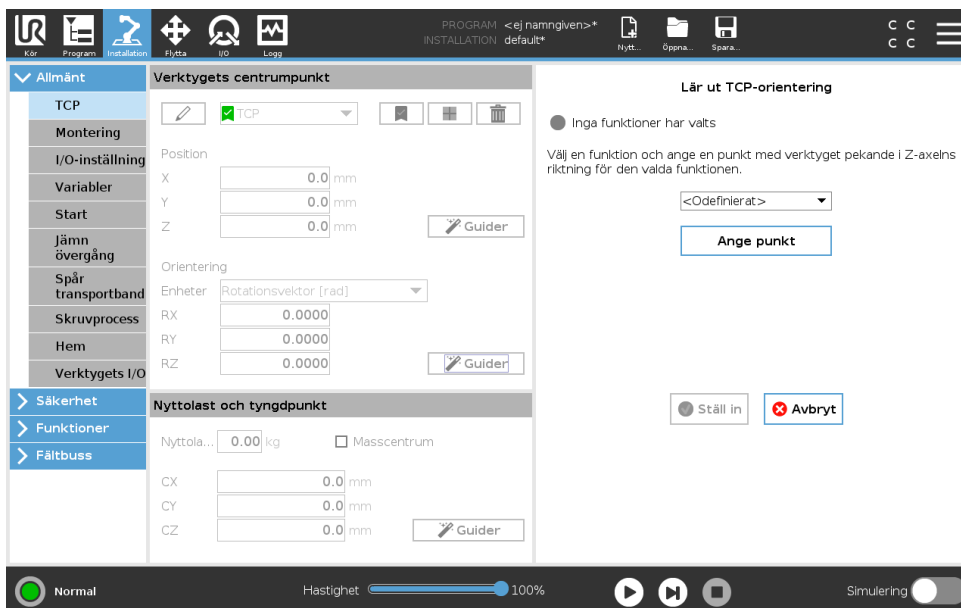 UR
PROGRAM <ej namngiven>*
INSTALLATION default*
C C
C C
Kör
Program
Installation
Flytta
I/O
Logg
Nytt...
Öppna...
Spara...
Allmänt
TCP
Montering
I/O-inställning
Variabler
Start
Jämn
övergång
Spår
transportband
Skruvprocess
Hem
Verktygets I/O
Säkerhet
Funktioner
Fältbuss
Verktygets centrumpunkt
TCP
Position
X 0.0 mm
Y 0.0 mm
Z 0.0 mm
Guider
Orientering
Enheter Rotationsvektor [rad]
RX 0.0000
RY 0.0000
RZ 0.0000
Guider
Nyttolast och tyngdpunkt
Nyttola... 0.00 kg Masscentrum
CX 0.0 mm
CY 0.0 mm
CZ 0.0 mm
Guider
Lär ut TCP-orientering
Inga funktioner har valts
Välj en funktion och ange en punkt med verktyget pekande i Z-axelns
riktning för den valda funktionen.
<Odefinierat>
Ange punkt
Ställ in
Avbryt
Normal
Hastighet 100%
Simulering